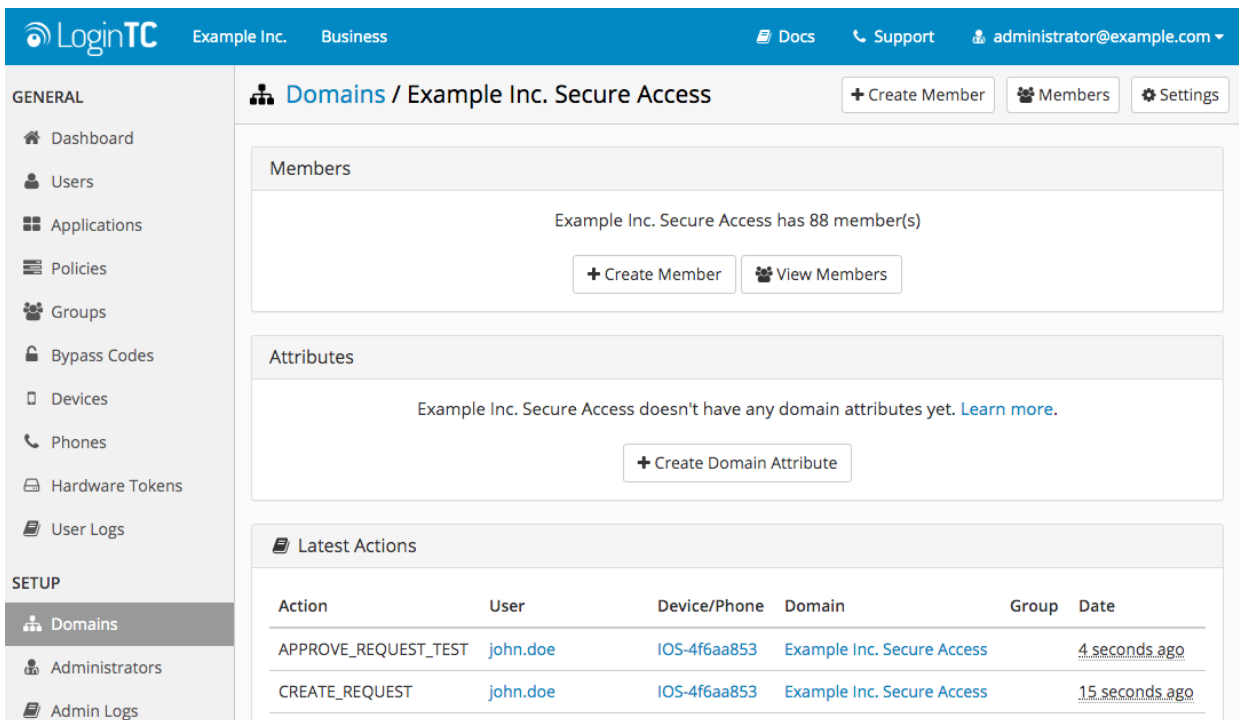 LoginTC Example Inc. Business Docs Support administrator@example.com
GENERAL
Dashboard
Users
Applications
Policies
Groups
Bypass Codes
Devices
Phones
Hardware Tokens
User Logs
SETUP
Domains
Administrators
Admin Logs
Domains / Example Inc. Secure Access
Create Member Members Settings
Members
Example Inc. Secure Access has 88 member(s)
Create Member View Members
Attributes
Example Inc. Secure Access doesn't have any domain attributes yet. Learn more.
Create Domain Attribute
Latest Actions
Action User Device/Phone Domain Group Date
APPROVE_REQUEST_TEST john.doe IOS-4f6aa853 Example Inc. Secure Access 4 seconds ago
CREATE_REQUEST john.doe IOS-4f6aa853 Example Inc. Secure Access 15 seconds ago